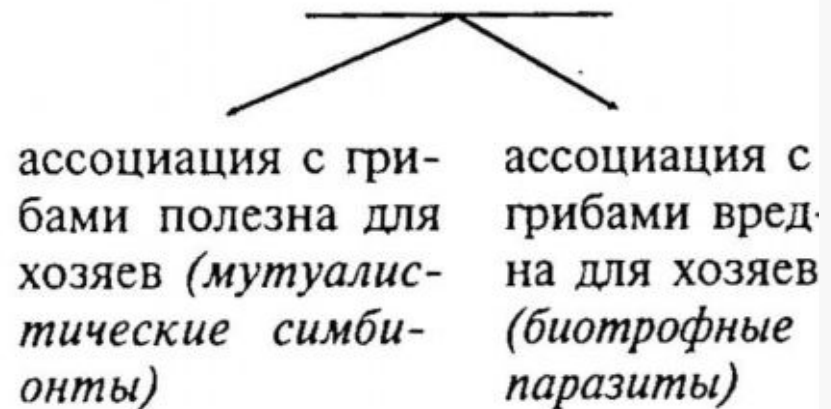 ассоциация с гри-
бами полезна для
хозяев (мутуалис-
тические симби-
онты)
ассоциация с
грибами вред-
на для хозяев
(биотрофные
паразиты)